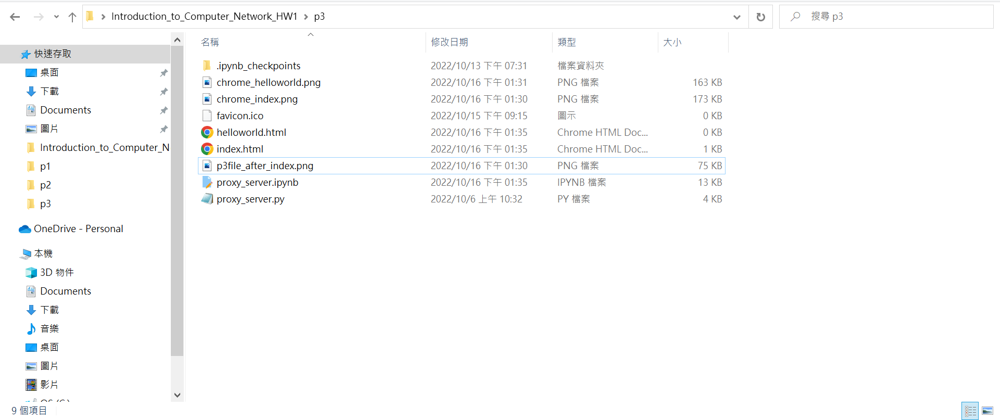 Introduction_to_Computer_Network_HW1 > p3
搜尋 p3
快速存取
桌面
下載
Documents
圖片
Introduction_to_Computer_N
p1
p2
p3
OneDrive - Personal
本機
3D 物件
Documents
下載
音樂
桌面
圖片
影片
名稱 修改日期 類型 大小
.ipynb_checkpoints 2022/10/13 下午 07:31 檔案資料夾
chrome_helloworld.png 2022/10/16 下午 01:31 PNG 檔案 163 KB
chrome_index.png 2022/10/16 下午 01:30 PNG 檔案 173 KB
favicon.ico 2022/10/15 下午 09:15 圖示 0 KB
helloworld.html 2022/10/16 下午 01:35 Chrome HTML Doc... 0 KB
index.html 2022/10/16 下午 01:35 Chrome HTML Doc... 1 KB
p3file_after_index.png 2022/10/16 下午 01:30 PNG 檔案 75 KB
proxy_server.ipynb 2022/10/16 下午 01:35 IPYNB 檔案 13 KB
proxy_server.py 2022/10/6 上午 10:32 PY 檔案 4 KB
9 個項目